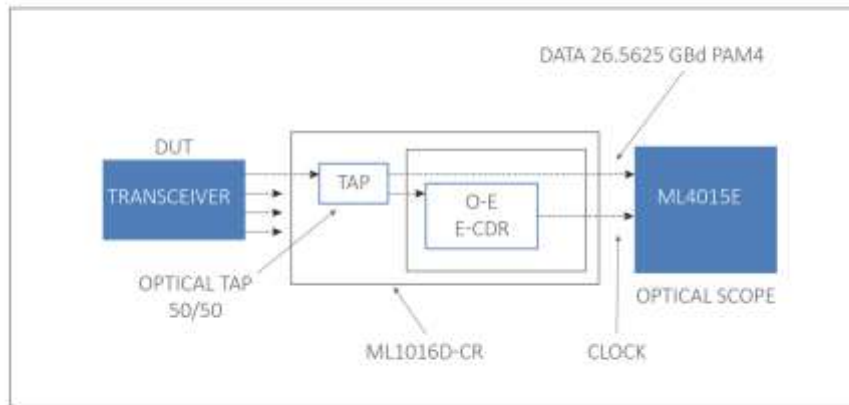 DATA 26.5625 GBd PAM4
DUT
TRANSCEIVER
TAP
O-E
E-CDR
ML4015E
OPTICAL TAP
50/50
OPTICAL SCOPE
ML1016D-CR
CLOCK